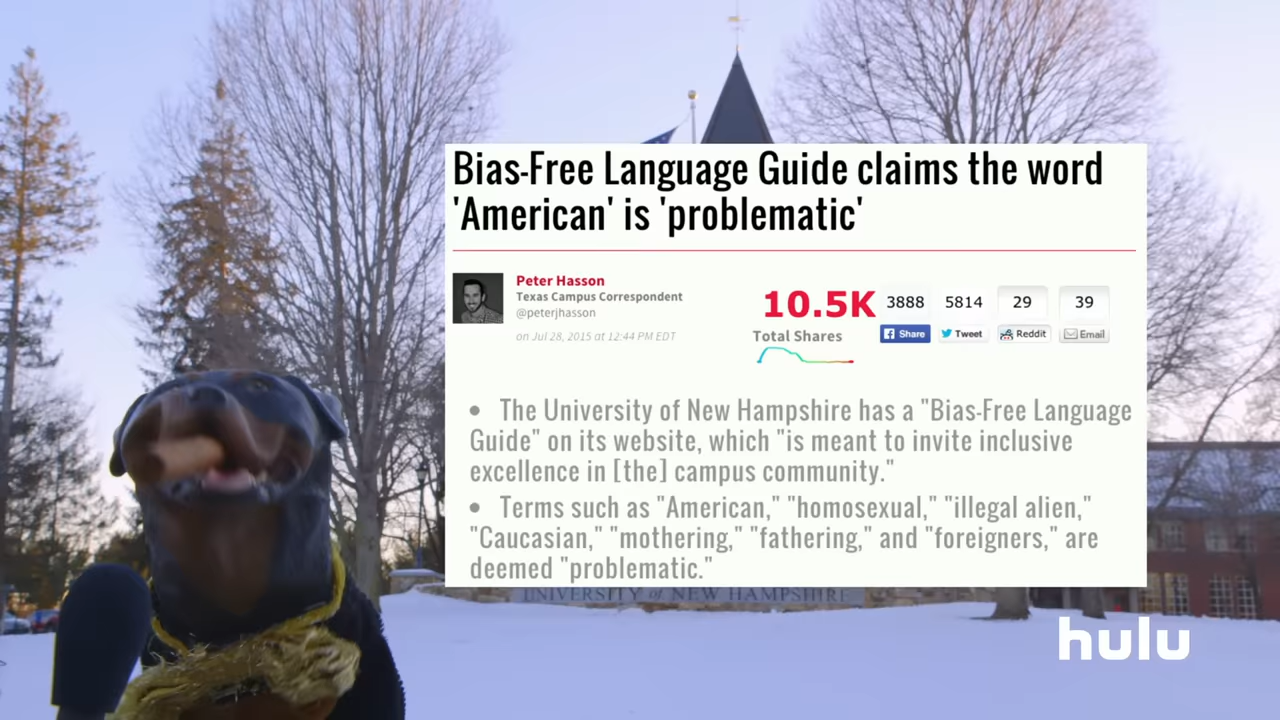 Bias-Free Language Guide claims the word
'American' is 'problematic'
Peter Hasson
Texas Campus Correspondent
@peterjhasson
on Jul 28, 2015 at 12:44 PM EDT
10.5K
Total Shares
3888
Share
5814
Tweet
29
Reddit
39
Email
• The University of New Hampshire has a "Bias-Free Language
Guide" on its website, which "is meant to invite inclusive
excellence in [the] campus community."
• Terms such as "American," "homosexual," "illegal alien,"
"Caucasian," "mothering," "fathering," and "foreigners," are
deemed "problematic."
UNIVERSITY of NEW HAMPSHIRE
hulu